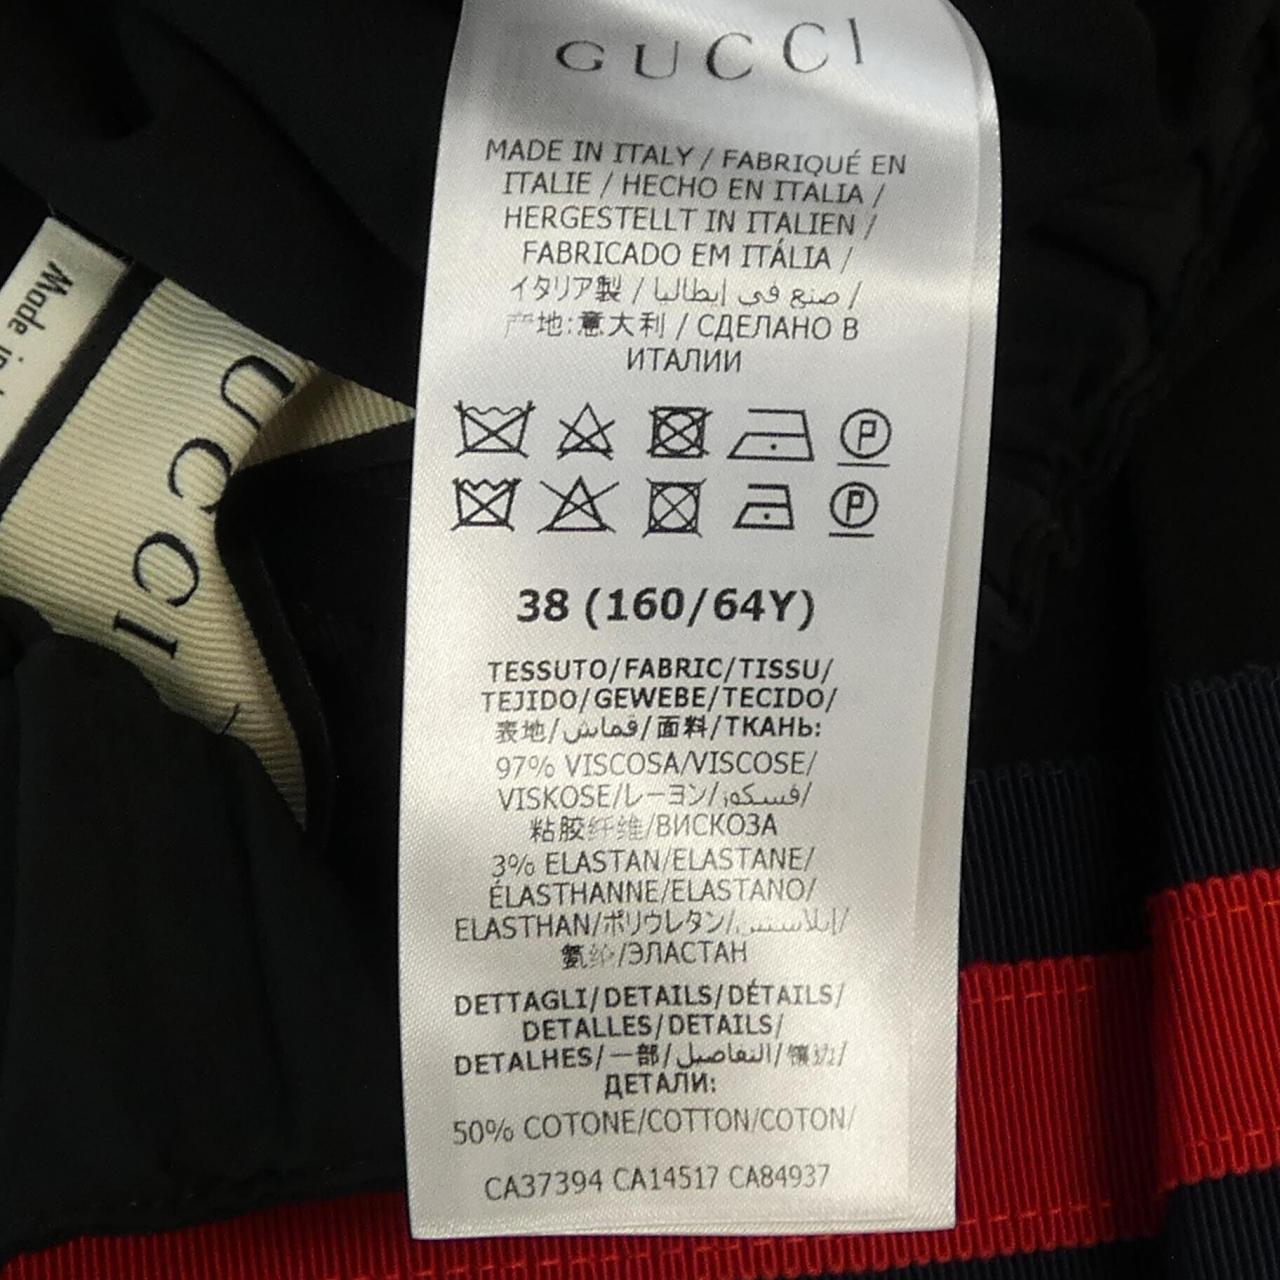 GUCCI
MADE IN ITALY / FABRIQUÉ EN
ITALIE / HECHO EN ITALIA /
HERGESTELLT IN ITALIEN /
FABRICADO EM ITÁLIA /
イタリア製 / صنع في إيطاليا /
产地:意大利 / СДЕЛАНО В
ИТАЛИИ
P
P
38 (160/64Y)
TESSUTO/FABRIC/TISSU/
TEJIDO/GEWEBE/TECIDO/
表地/قماش/面料/ТКАНЬ:
97% VISCOSA/VISCOSE/
VISKOSE/レーヨン/فسكوز/
粘胶纤维/ВИСКОЗА
3% ELASTAN/ELASTANE/
ÉLASTHANNE/ELASTANO/
ELASTHAN/ポリウレタン/إيلاستين/
氨纶/ЭЛАСТАН
DETTAGLI/DETAILS/DÉTAILS/
DETALLES/DETAILS/
DETALHES/一部/التفاصيل/镶边/
ДЕТАЛИ:
50% COTONE/COTTON/COTON/
CA37394 CA14517 CA84937
Made in
UCCI